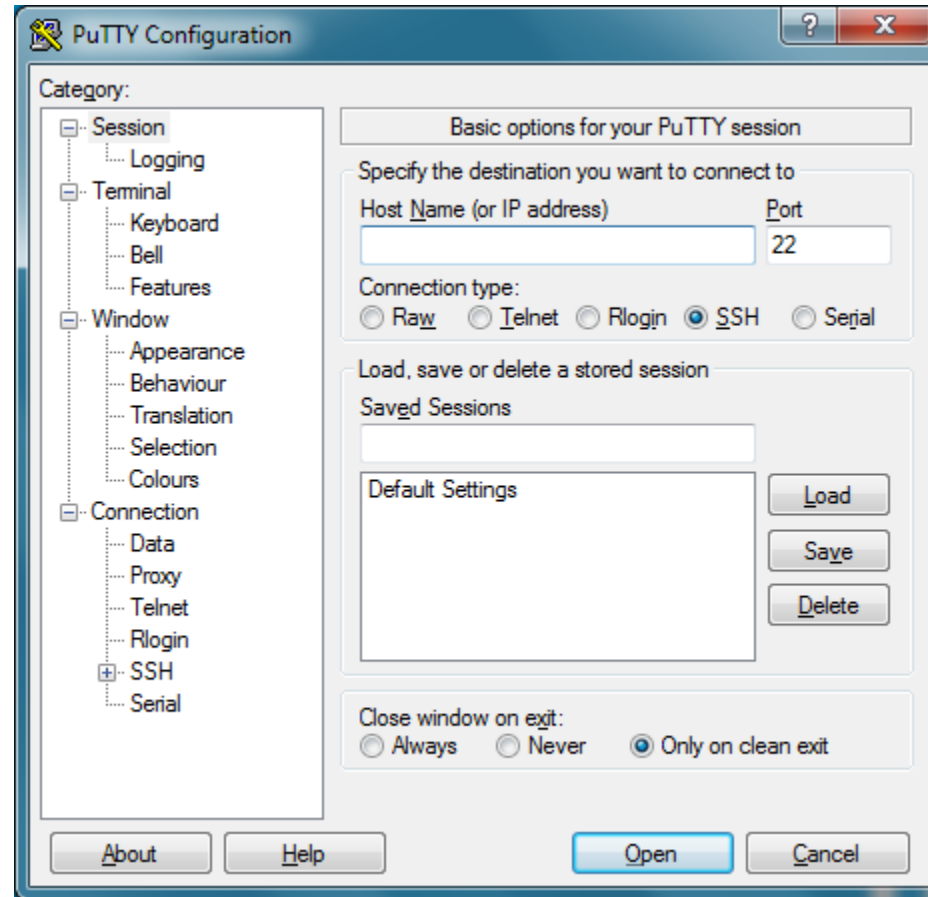 PuTTY Configuration
?
X
Category:
Session
Logging
Terminal
Keyboard
Bell
Features
Window
Appearance
Behaviour
Translation
Selection
Colours
Connection
Data
Proxy
Telnet
Rlogin
SSH
Serial
Basic options for your PuTTY session
Specify the destination you want to connect to
Host Name (or IP address) Port
22
Connection type:
Raw Telnet Rlogin SSH Serial
Load, save or delete a stored session
Saved Sessions
Default Settings
Load
Save
Delete
Close window on exit:
Always Never Only on clean exit
About Help Open Cancel